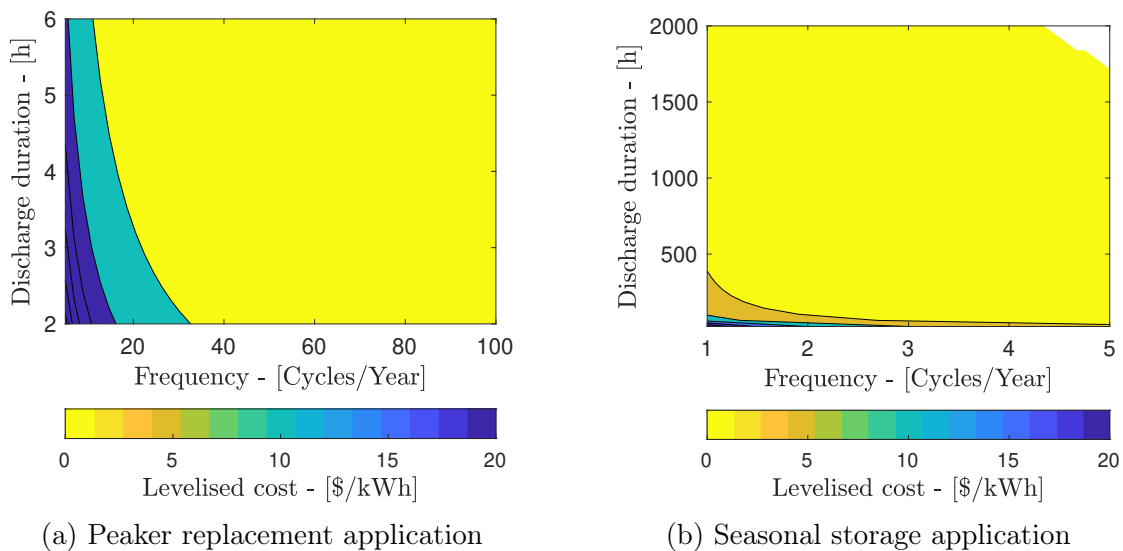 6
5
4
3
2
Discharge duration - [h]
20 40 60 80 100
Frequency - [Cycles/Year]
0 5 10 15 20
Levelised cost - [$/kWh]
(a) Peaker replacement application
2000
1500
1000
500
Discharge duration - [h]
1 2 3 4 5
Frequency - [Cycles/Year]
0 5 10 15 20
Levelised cost - [$/kWh]
(b) Seasonal storage application